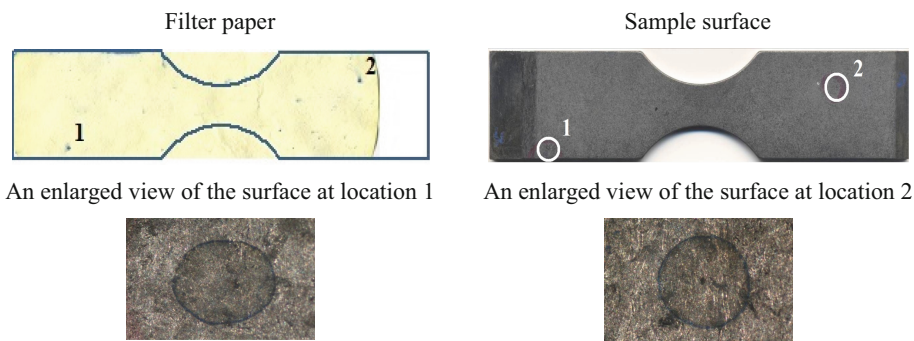 Filter paper
Sample surface
2
1
2
1
An enlarged view of the surface at location 1
An enlarged view of the surface at location 2